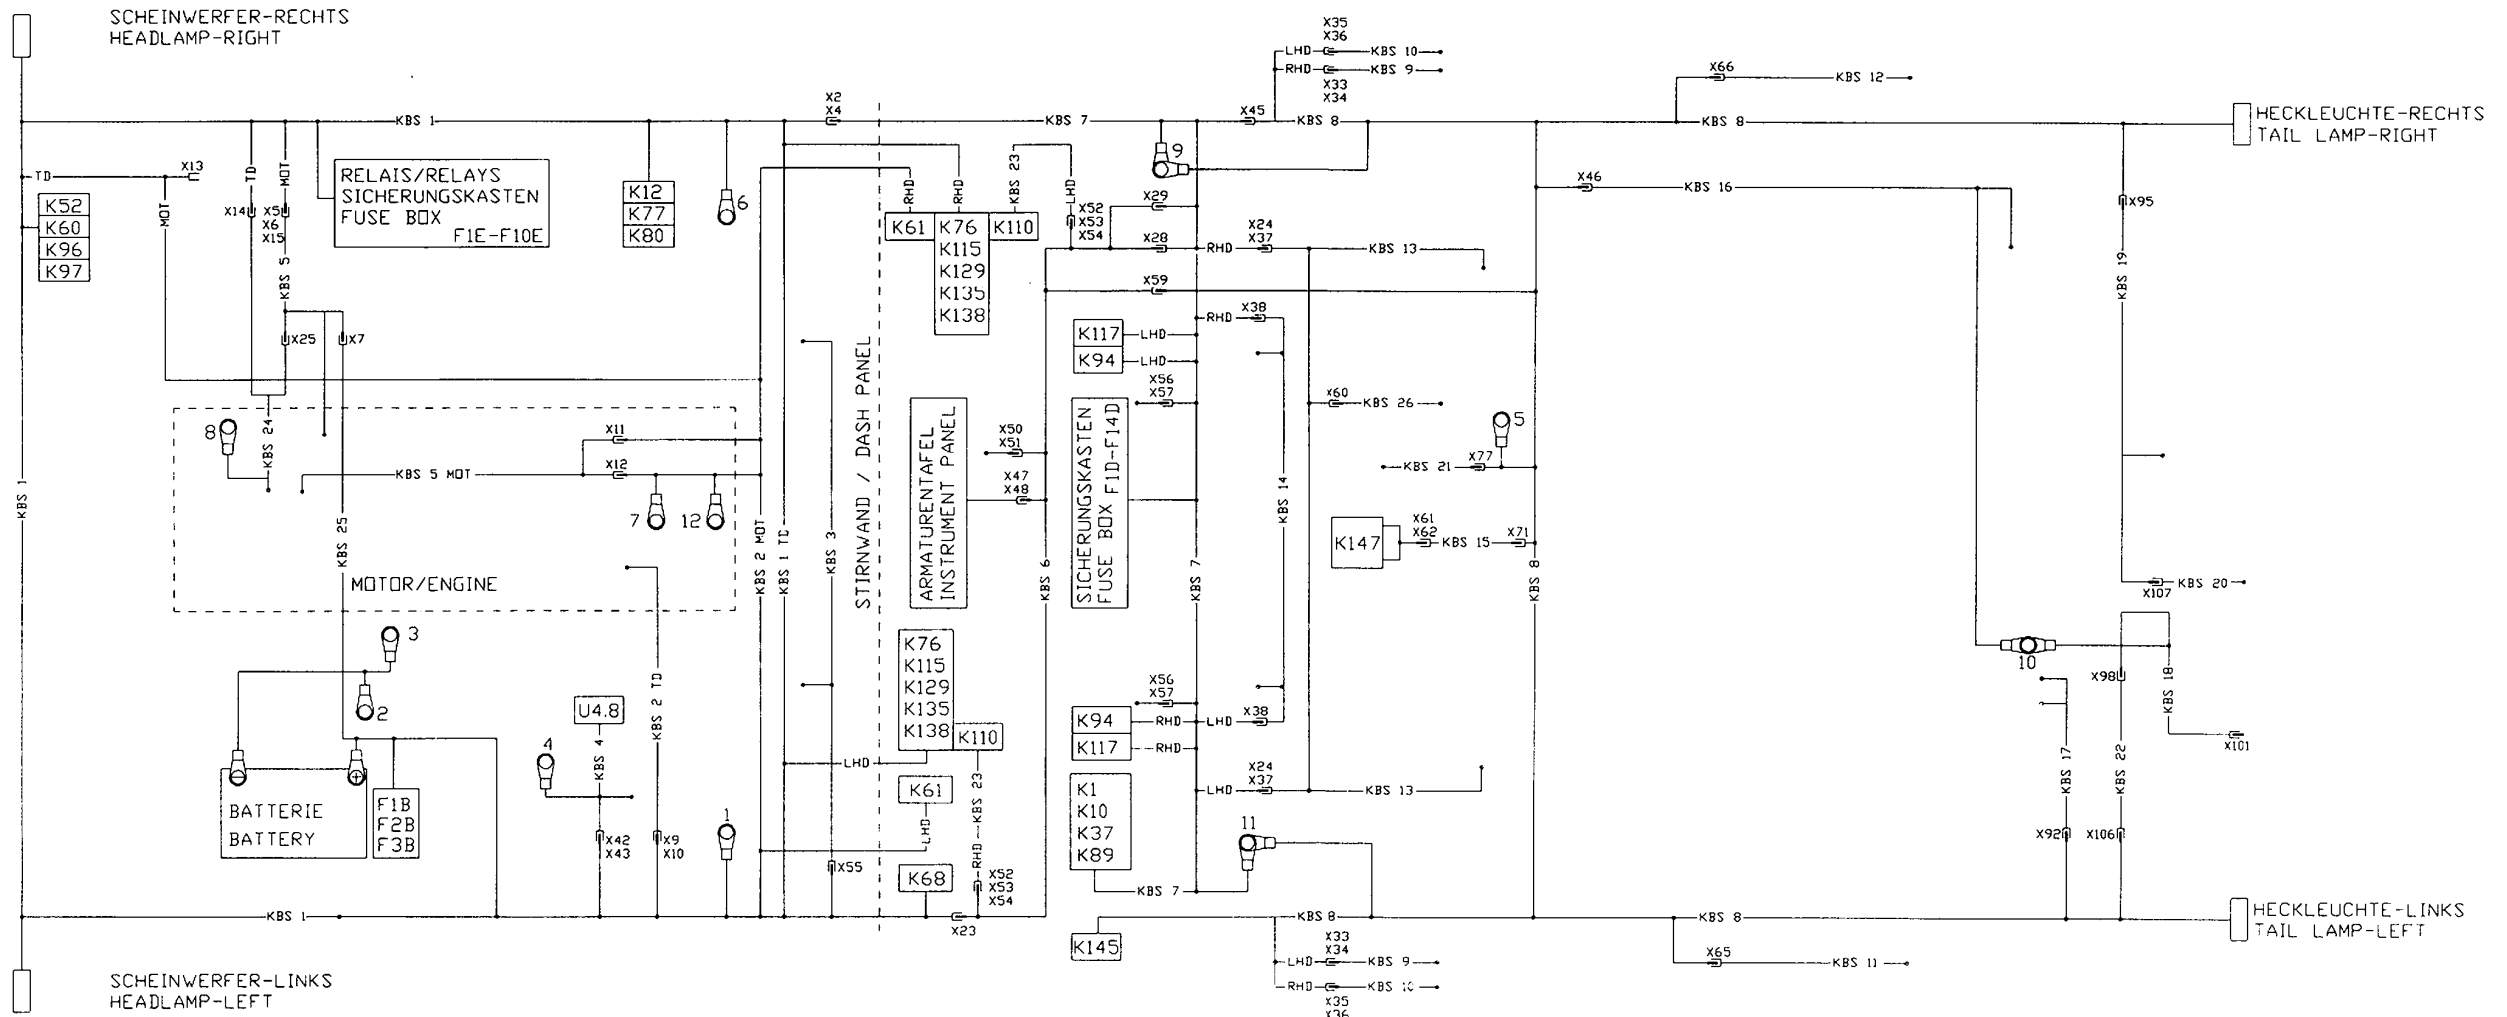 SCHEINWERFER-RECHTS
HEADLAMP-RIGHT
X35
X36
LHD
KBS 10
RHD
KBS 9
X33
X34
X66
KBS 12
KBS 1
X2
X4
KBS 7
X45
KBS 8
KBS 8
HECKLEUCHTE-RECHTS
TAIL LAMP-RIGHT
TD
X13
MOT
K52
K60
K96
K97
TD
MOT
X14
X5
X6
X15
KBS 5
X25
X7
RELAIS/RELAYS
SICHERUNGSKASTEN
FUSE BOX
F1E-F10E
K12
K77
K80
6
RHD
RHD
KBS 23
LHD
K61
K76
K115
K129
K135
K138
K110
X52
X53
X54
9
X29
X28
RHD
X24
X37
KBS 13
X59
RHD
X38
X46
KBS 16
X95
KBS 19
K117
LHD
K94
LHD
X56
X57
X60
KBS 26
5
KBS 21
X77
8
KBS 24
X11
KBS 5 MOT
X12
7
12
MOTOR/ENGINE
KBS 25
KBS 1
KBS 2 MOT
KBS 1 TD
KBS 3
STIRNWAND / DASH PANEL
ARMATURENTAFEL
INSTRUMENT PANEL
X50
X51
X47
X48
KBS 6
SICHERUNGSKASTEN
FUSE BOX F1D-F14D
KBS 7
KBS 14
K147
X61
X62
KBS 15
X71
KBS 8
X107
KBS 20
3
2
BATTERIE
BATTERY
F1B
F2B
F3B
U4.8
4
KBS 4
X42
X43
KBS 2 TD
X9
X10
1
X55
K76
K115
K129
K135
K138
K110
LHD
K61
LHD
K68
KBS 23
RHD
X52
X53
X54
X23
X56
X57
K94
RHD
K117
RHD
LHD
X38
X24
X37
LHD
KBS 13
K1
K10
K37
K89
KBS 7
11
10
X98
KBS 18
X101
KBS 17
KBS 22
X92
X106
KBS 1
K145
KBS 8
KBS 8
HECKLEUCHTE-LINKS
TAIL LAMP-LEFT
X33
X34
LHD
KBS 9
RHD
KBS 10
X35
X36
X65
KBS 11
SCHEINWERFER-LINKS
HEADLAMP-LEFT